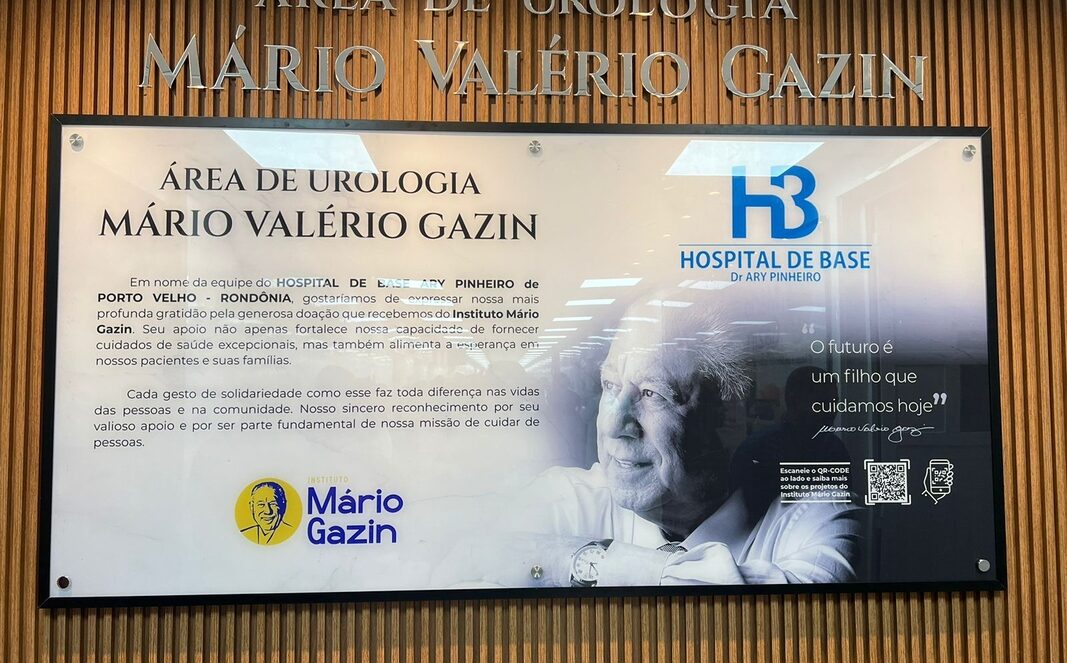 ÁREA DE UROLOGIA
MÁRIO VALÉRIO GAZIN
ÁREA DE UROLOGIA
MÁRIO VALÉRIO GAZIN
Em nome da equipe do HOSPITAL DE BASE ARY PINHEIRO de
PORTO VELHO - RONDÔNIA, gostaríamos de expressar nossa mais
profunda gratidão pela generosa doação que recebemos do Instituto Mário
Gazin. Seu apoio não apenas fortalece nossa capacidade de fornecer
cuidados de saúde excepcionais, mas também alimenta a esperança em
nossos pacientes e suas famílias.
Cada gesto de solidariedade como esse faz toda diferença nas vidas
das pessoas e na comunidade. Nosso sincero reconhecimento por seu
valioso apoio e por ser parte fundamental de nossa missão de cuidar de
pessoas.
INSTITUTO
Mário
Gazin
HB
HOSPITAL DE BASE
Dr ARY PINHEIRO
“O futuro é
um filho que
cuidamos hoje”
Mario Valério Gazin
Escaneie o QR-CODE
ao lado e saiba mais
sobre os projetos do
Instituto Mário Gazin